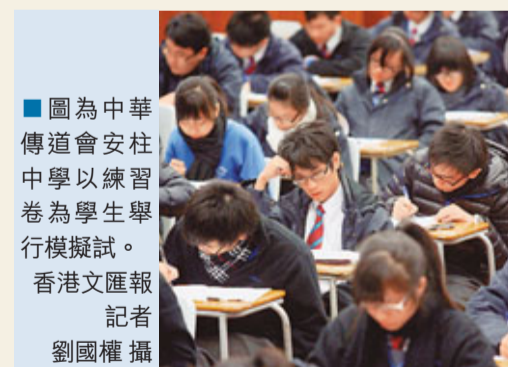 ■圖為中華
傳道會安柱
中學以練習
卷為學生舉
行模擬試。
香港文匯報
記者
劉國權 攝